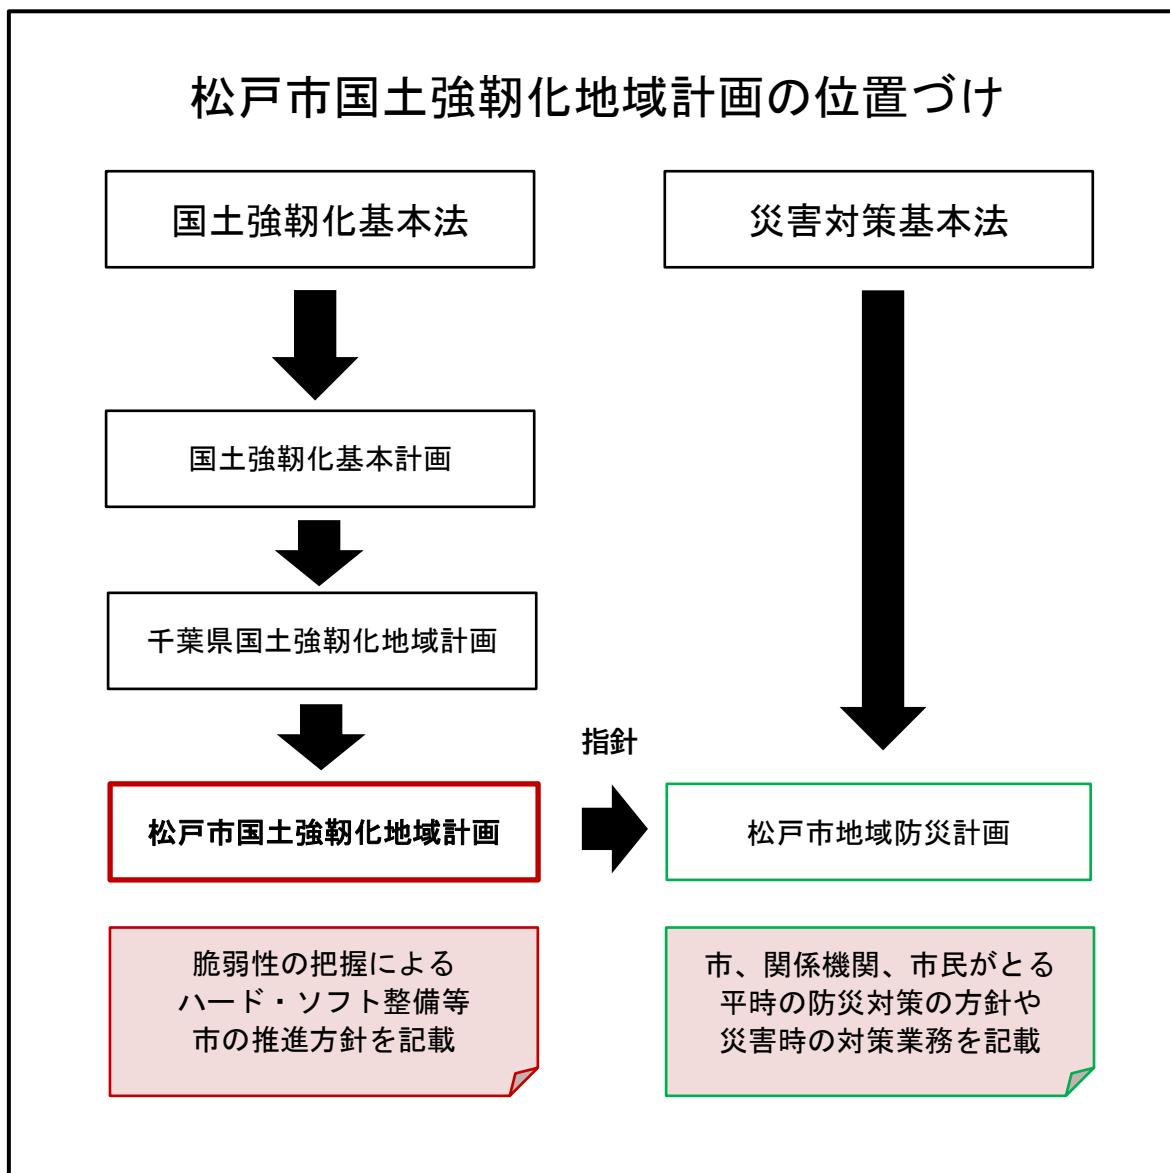 松戸市国土強靭化地域計画の位置づけ
国土強靭化基本法
災害対策基本法
国土強靭化基本計画
千葉県国土強靭化地域計画
指針
松戸市国土強靭化地域計画
松戸市地域防災計画
脆弱性の把握による
ハード・ソフト整備等
市の推進方針を記載
市、関係機関、市民がとる
平時の防災対策の方針や
災害時の対策業務を記載